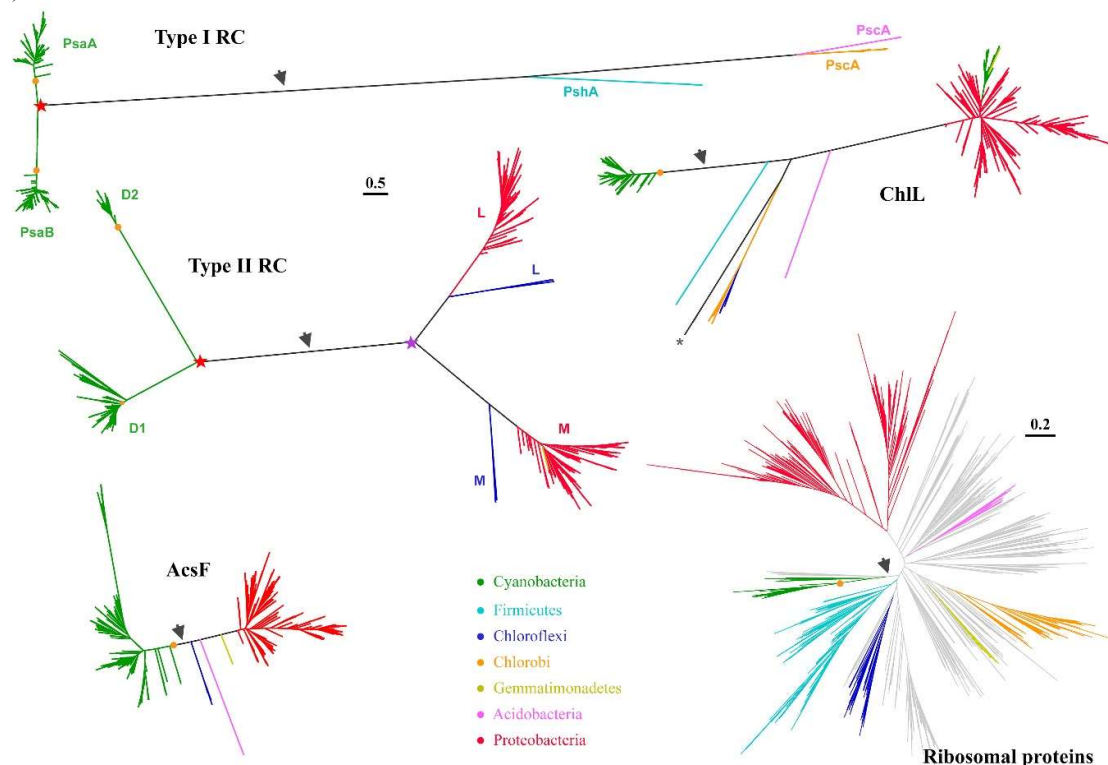 PsaA
Type I RC
PscA
PscA
PshA
PsaB
0.5
ChlL
D2
L
Type II RC
L
*
D1
M
M
0.2
AcsF
Cyanobacteria
Firmicutes
Chloroflexi
Chlorobi
Gemmatimonadetes
Acidobacteria
Proteobacteria
Ribosomal proteins